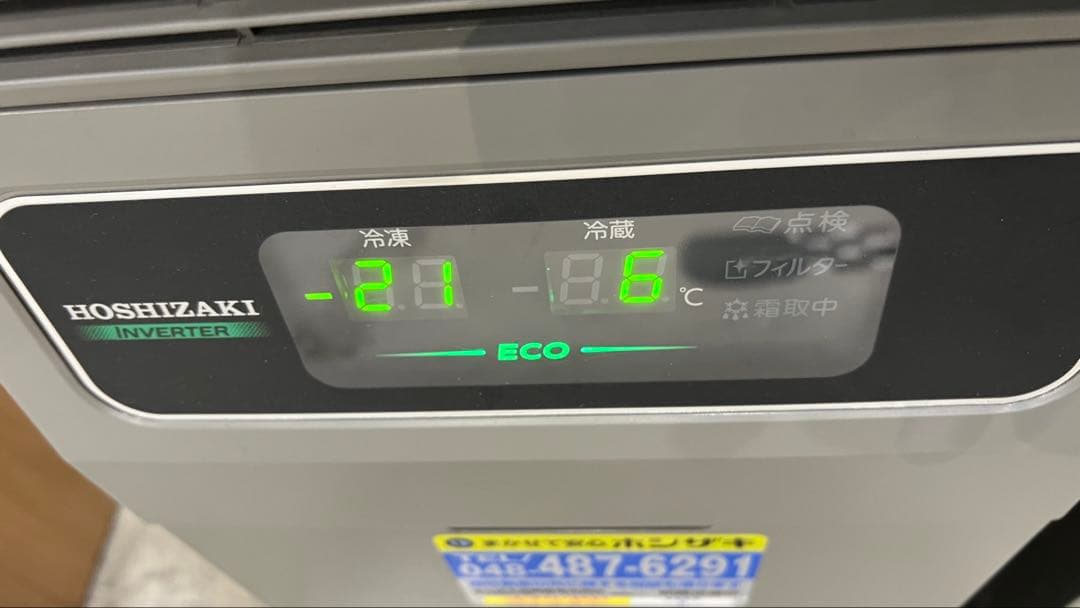 冷凍
冷蔵
-21
6
℃
点検
フィルター
霜取中
HOSHIZAKI
INVERTER
ECO
ホシザキ
048-487-6291